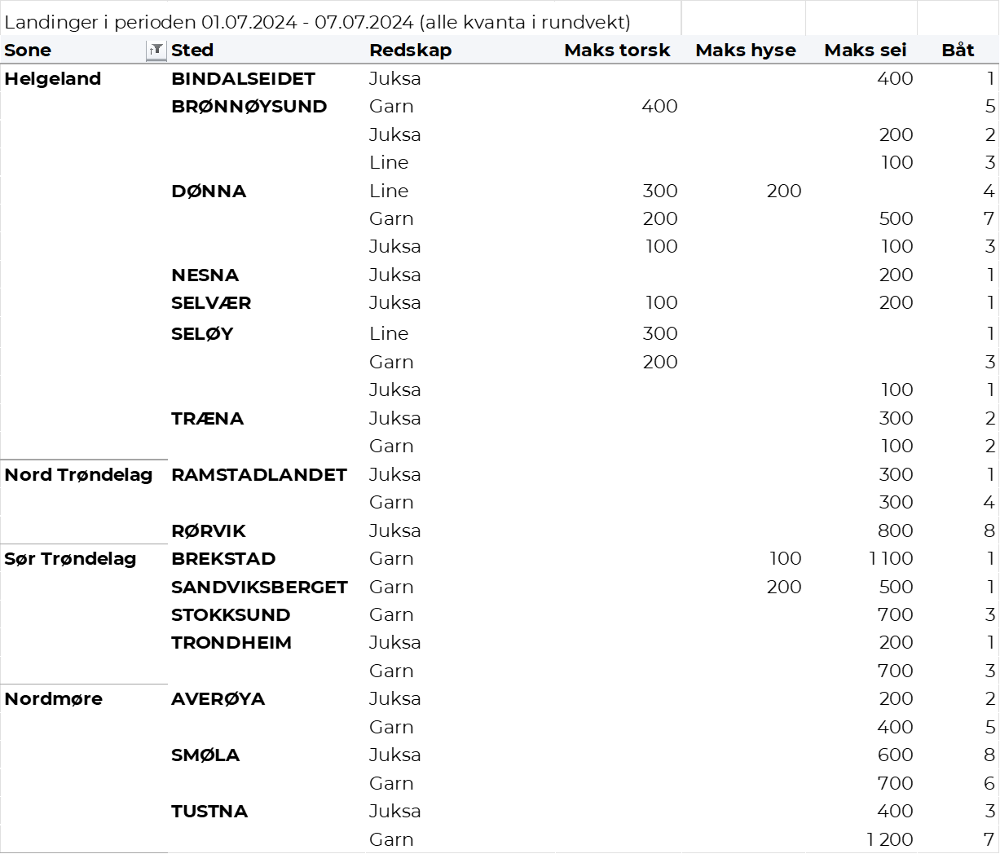 Landinger i perioden 01.07.2024 - 07.07.2024 (alle kvanta i rundvekt)
Sone Sted Redskap Maks torsk Maks hyse Maks sei Båt
Helgeland BINDALSEIDET Juksa 400 1
BRØNNØYSUND Garn 400 5
Juksa 200 2
Line 100 3
DØNNA Line 300 200 4
Garn 200 500 7
Juksa 100 100 3
NESNA Juksa 200 1
SELVÆR Juksa 100 200 1
SELØY Line 300 1
Garn 200 3
Juksa 100 1
TRÆNA Juksa 300 2
Garn 100 2
Nord Trøndelag RAMSTADLANDET Juksa 300 1
Garn 300 4
RØRVIK Juksa 800 8
Sør Trøndelag BREKSTAD Garn 100 1 100 1
SANDVIKSBERGET Garn 200 500 1
STOKKSUND Garn 700 3
TRONDHEIM Juksa 200 1
Garn 700 3
Nordmøre AVERØYA Juksa 200 2
Garn 400 5
SMØLA Juksa 600 8
Garn 700 6
TUSTNA Juksa 400 3
Garn 1 200 7